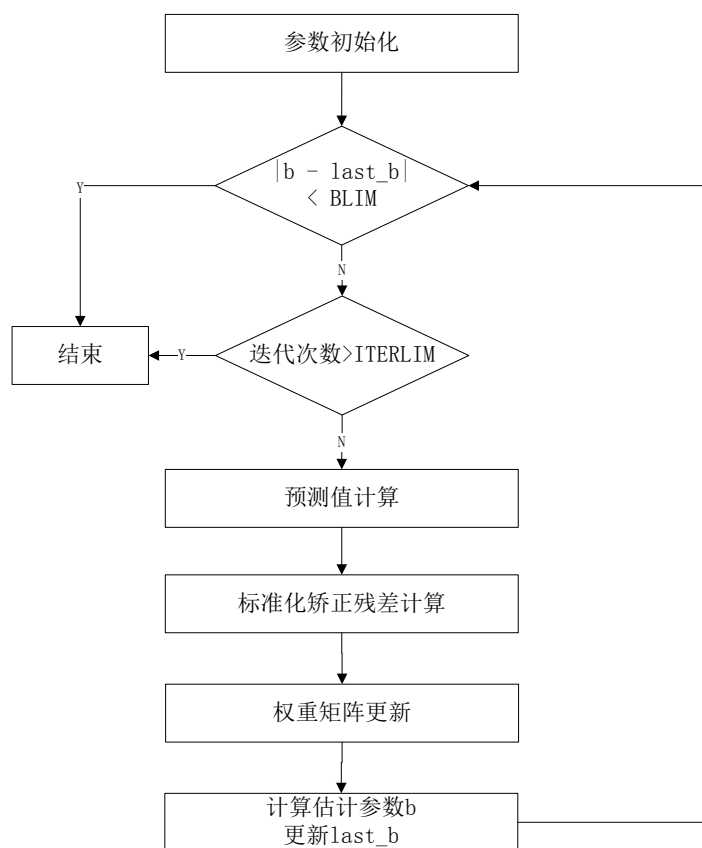 参数初始化
|b - last_b|
< BLIM
Y
N
结束
Y
迭代次数>ITERLIM
N
预测值计算
标准化矫正残差计算
权重矩阵更新
计算估计参数b
更新last_b